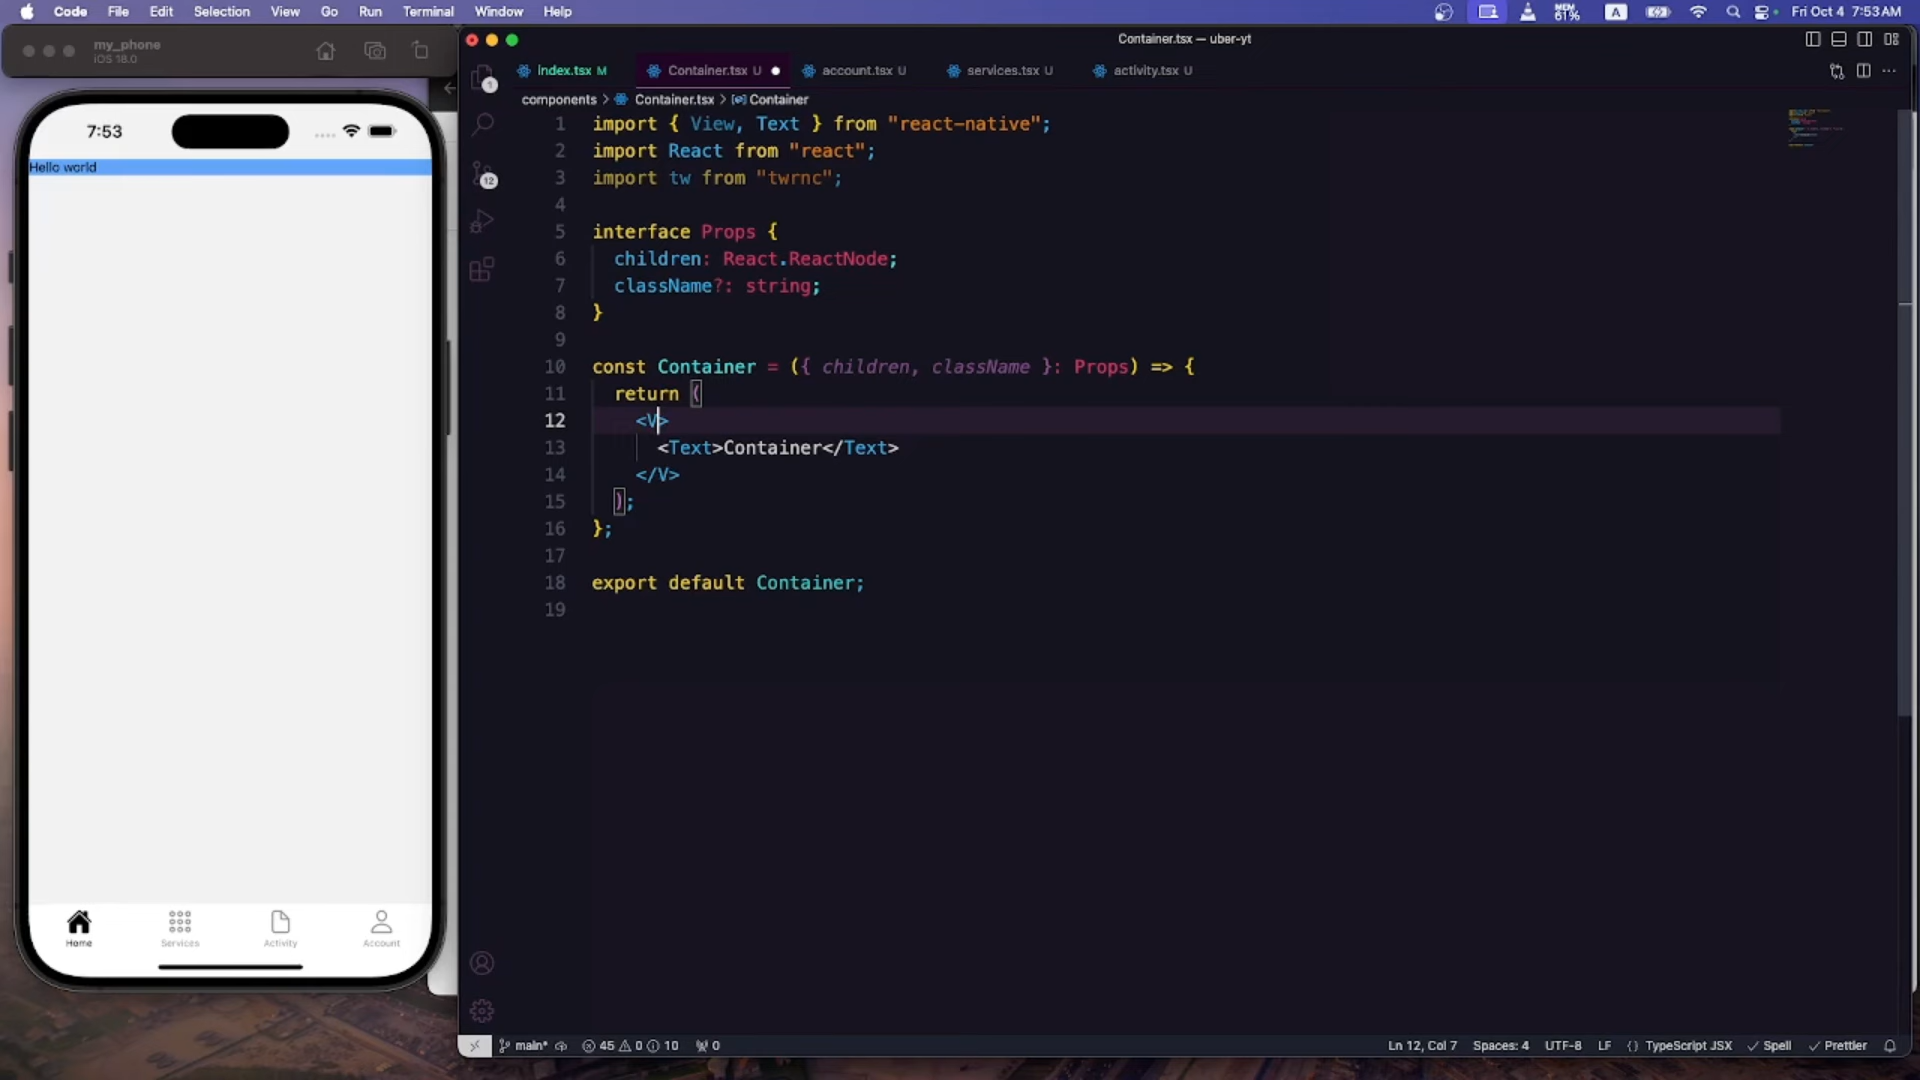 Code File Edit Selection View Go Run Terminal Window Help
MEM 61% A Fri Oct 4 7:53 AM
my_phone
iOS 18.0
7:53
Hello world
Home Services Activity Account
Container.tsx — uber-yt
index.tsx M Container.tsx U account.tsx U services.tsx U activity.tsx U
components > Container.tsx > Container
1
12
1 import { View, Text } from "react-native";
2 import React from "react";
3 import tw from "twrnc";
4
5 interface Props {
6 children: React.ReactNode;
7 className?: string;
8 }
9
10 const Container = ({ children, className }: Props) => {
11 return (
12 <V>
13 <Text>Container</Text>
14 </V>
15 );
16 };
17
18 export default Container;
19
main* 45 0 10 0 Ln 12, Col 7 Spaces: 4 UTF-8 LF {} TypeScript JSX Spell Prettier